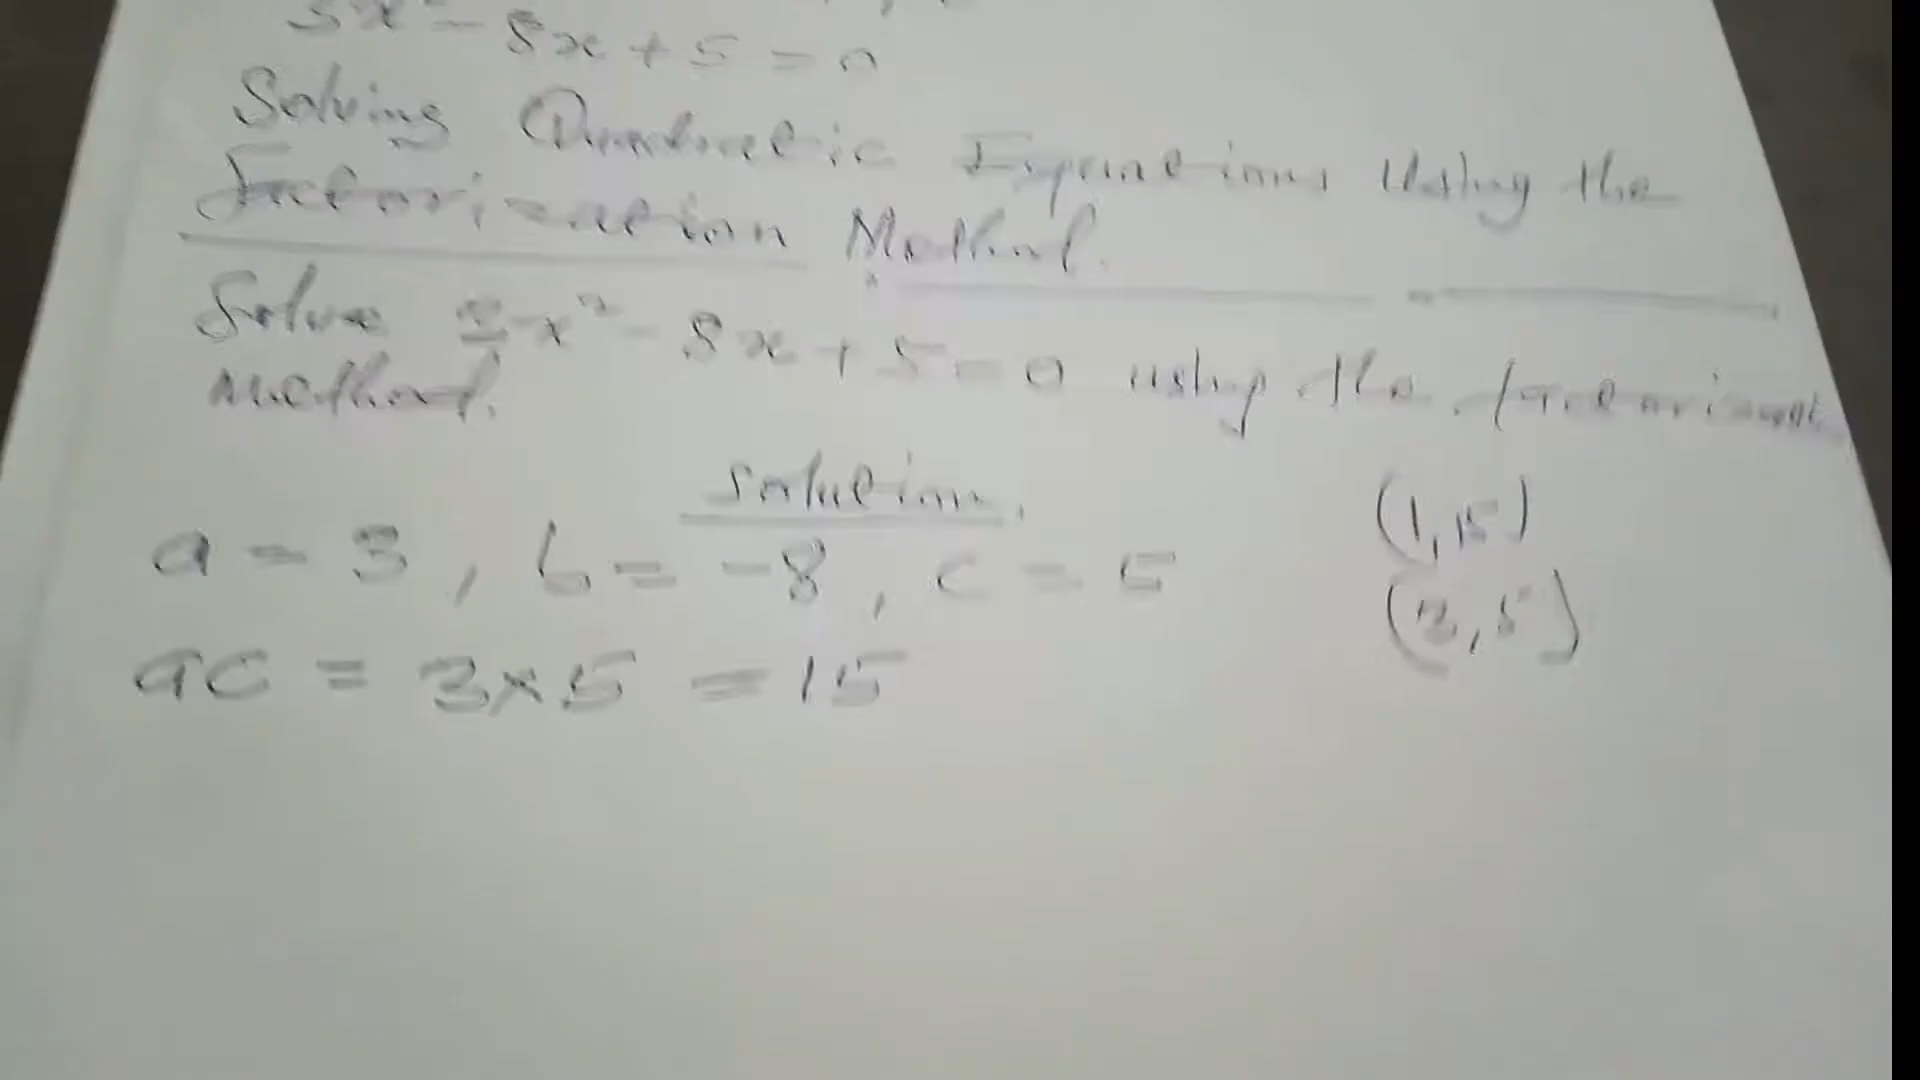 3x² - 8x + 5 = 0
Solving Quadratic Equations Using the
Factorization Method.
Solve 3x² - 8x + 5 = 0 using the
method.
Solution.
a = 3, b = -8, c = 5
(1,15)
(3,5)
ac = 3×5 = 15